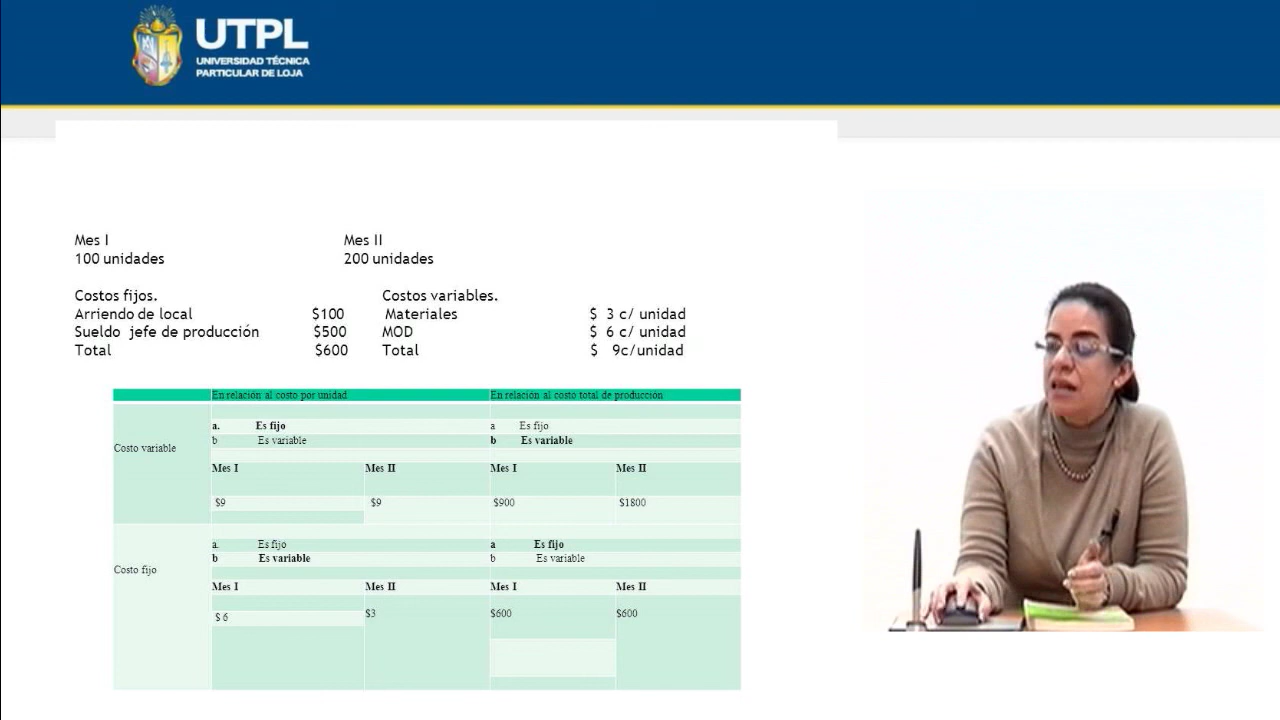 UTPL
UNIVERSIDAD TÉCNICA
PARTICULAR DE LOJA
Mes I Mes II
100 unidades 200 unidades
Costos fijos. Costos variables.
Arriendo de local $100 Materiales $ 3 c/ unidad
Sueldo jefe de producción $500 MOD $ 6 c/ unidad
Total $600 Total $ 9c/unidad
En relación al costo por unidad En relación al costo total de producción
a. Es fijo a Es fijo
b Es variable b Es variable
Costo variable
Mes I Mes II Mes I Mes II
$9 $9 $900 $1800
a. Es fijo a Es fijo
b Es variable b Es variable
Costo fijo
Mes I Mes II Mes I Mes II
$ 6 $3 $600 $600